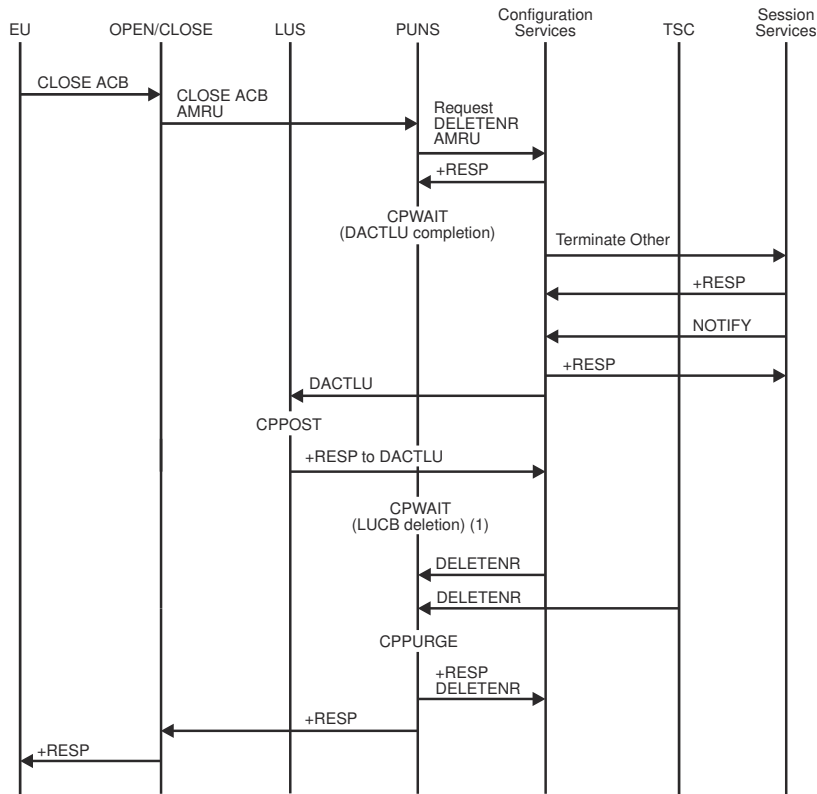 EU
OPEN/CLOSE
LUS
PUNS
Configuration
Services
TSC
Session
Services
CLOSE ACB
CLOSE ACB
AMRU
Request
DELETENR
AMRU
+RESP
CPWAIT
(DACTLU completion)
Terminate Other
+RESP
NOTIFY
+RESP
DACTLU
CPPOST
+RESP to DACTLU
CPWAIT
(LUCB deletion) (1)
DELETENR
DELETENR
CPPURGE
+RESP
DELETENR
+RESP
+RESP